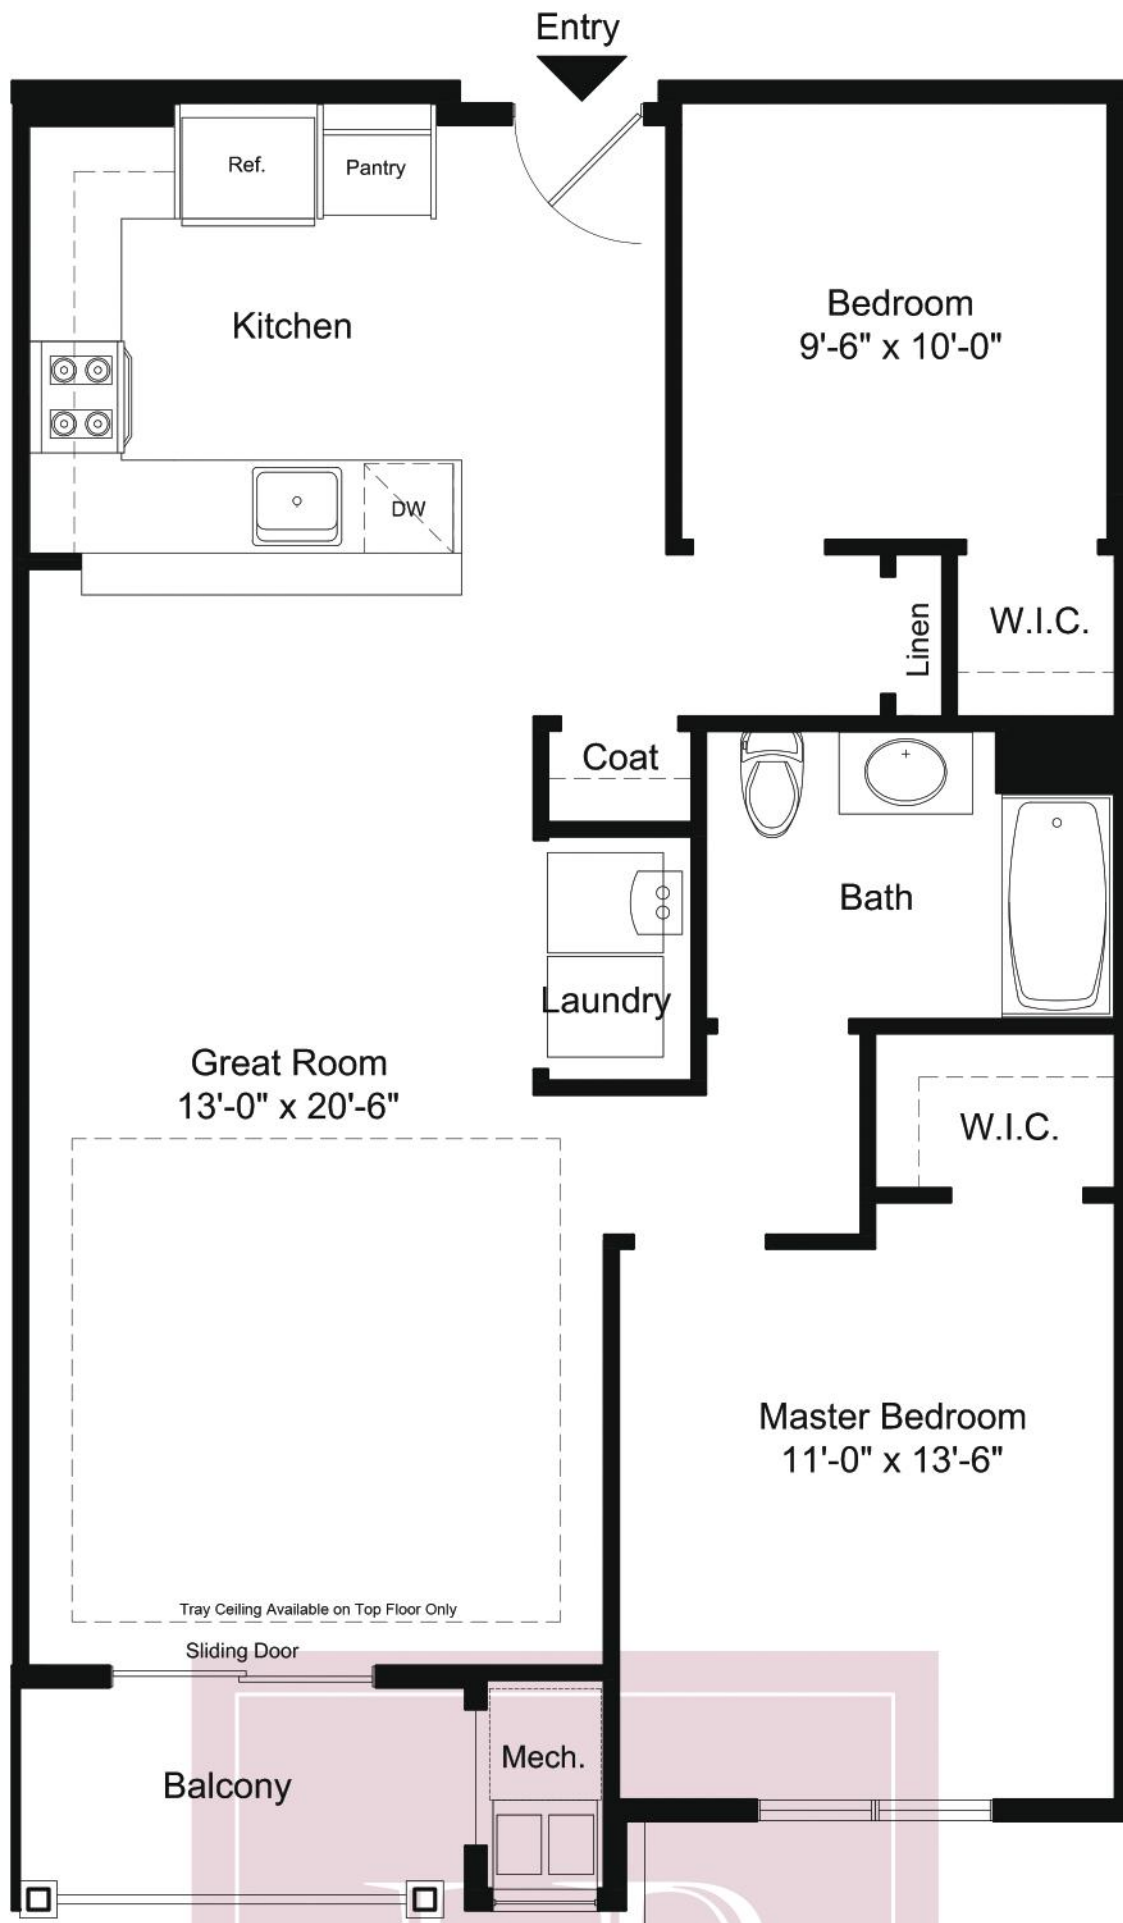 Entry
Ref.
Pantry
Kitchen
Bedroom
9'-6" x 10'-0"
DW
Linen
W.I.C.
Coat
Bath
Laundry
Great Room
13'-0" x 20'-6"
W.I.C.
Master Bedroom
11'-0" x 13'-6"
Tray Ceiling Available on Top Floor Only
Sliding Door
Mech.
Balcony